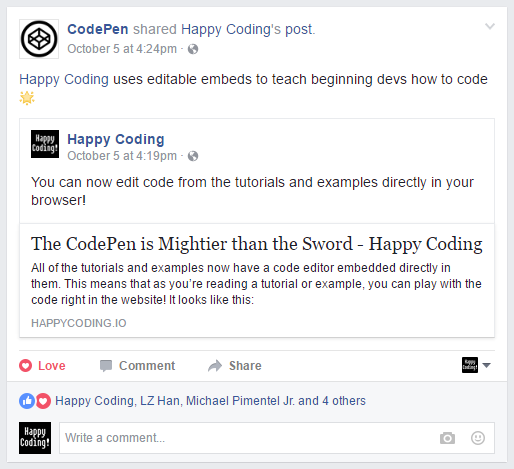 CodePen shared Happy Coding's post.
October 5 at 4:24pm ·
Happy Coding uses editable embeds to teach beginning devs how to code
Happy Coding!
Happy Coding
October 5 at 4:19pm ·
You can now edit code from the tutorials and examples directly in your
browser!
The CodePen is Mightier than the Sword - Happy Coding
All of the tutorials and examples now have a code editor embedded directly in
them. This means that as you're reading a tutorial or example, you can play with the
code right in the website! It looks like this:
HAPPYCODING.IO
Love Comment Share
Happy Coding, LZ Han, Michael Pimentel Jr. and 4 others
Happy
Coding!
Write a comment...